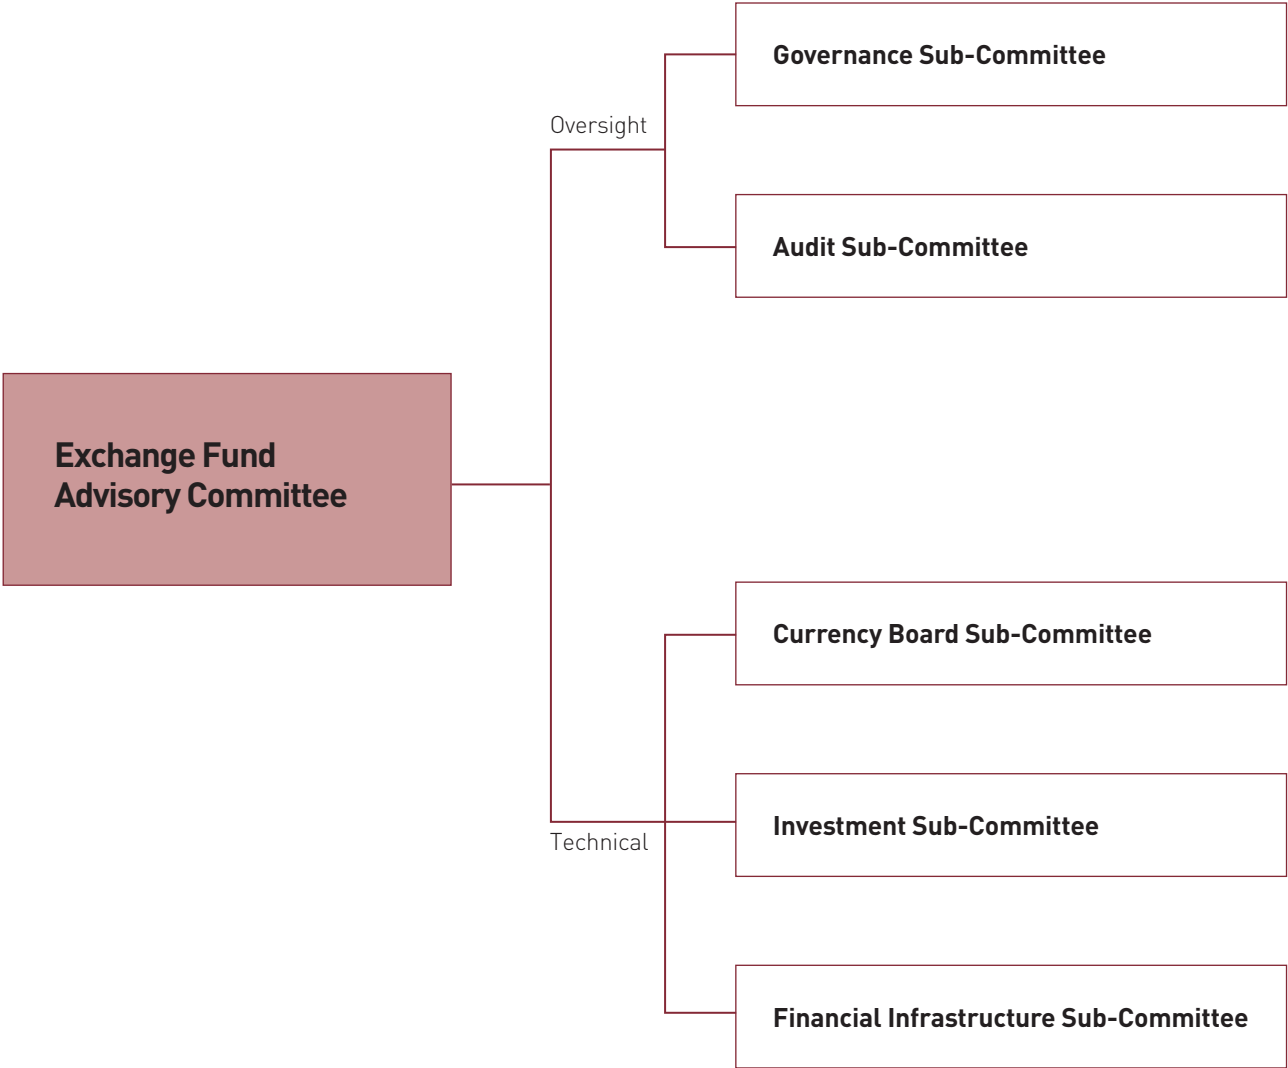 Governance Sub-Committee
Oversight
Audit Sub-Committee
Exchange Fund
Advisory Committee
Currency Board Sub-Committee
Investment Sub-Committee
Technical
Financial Infrastructure Sub-Committee